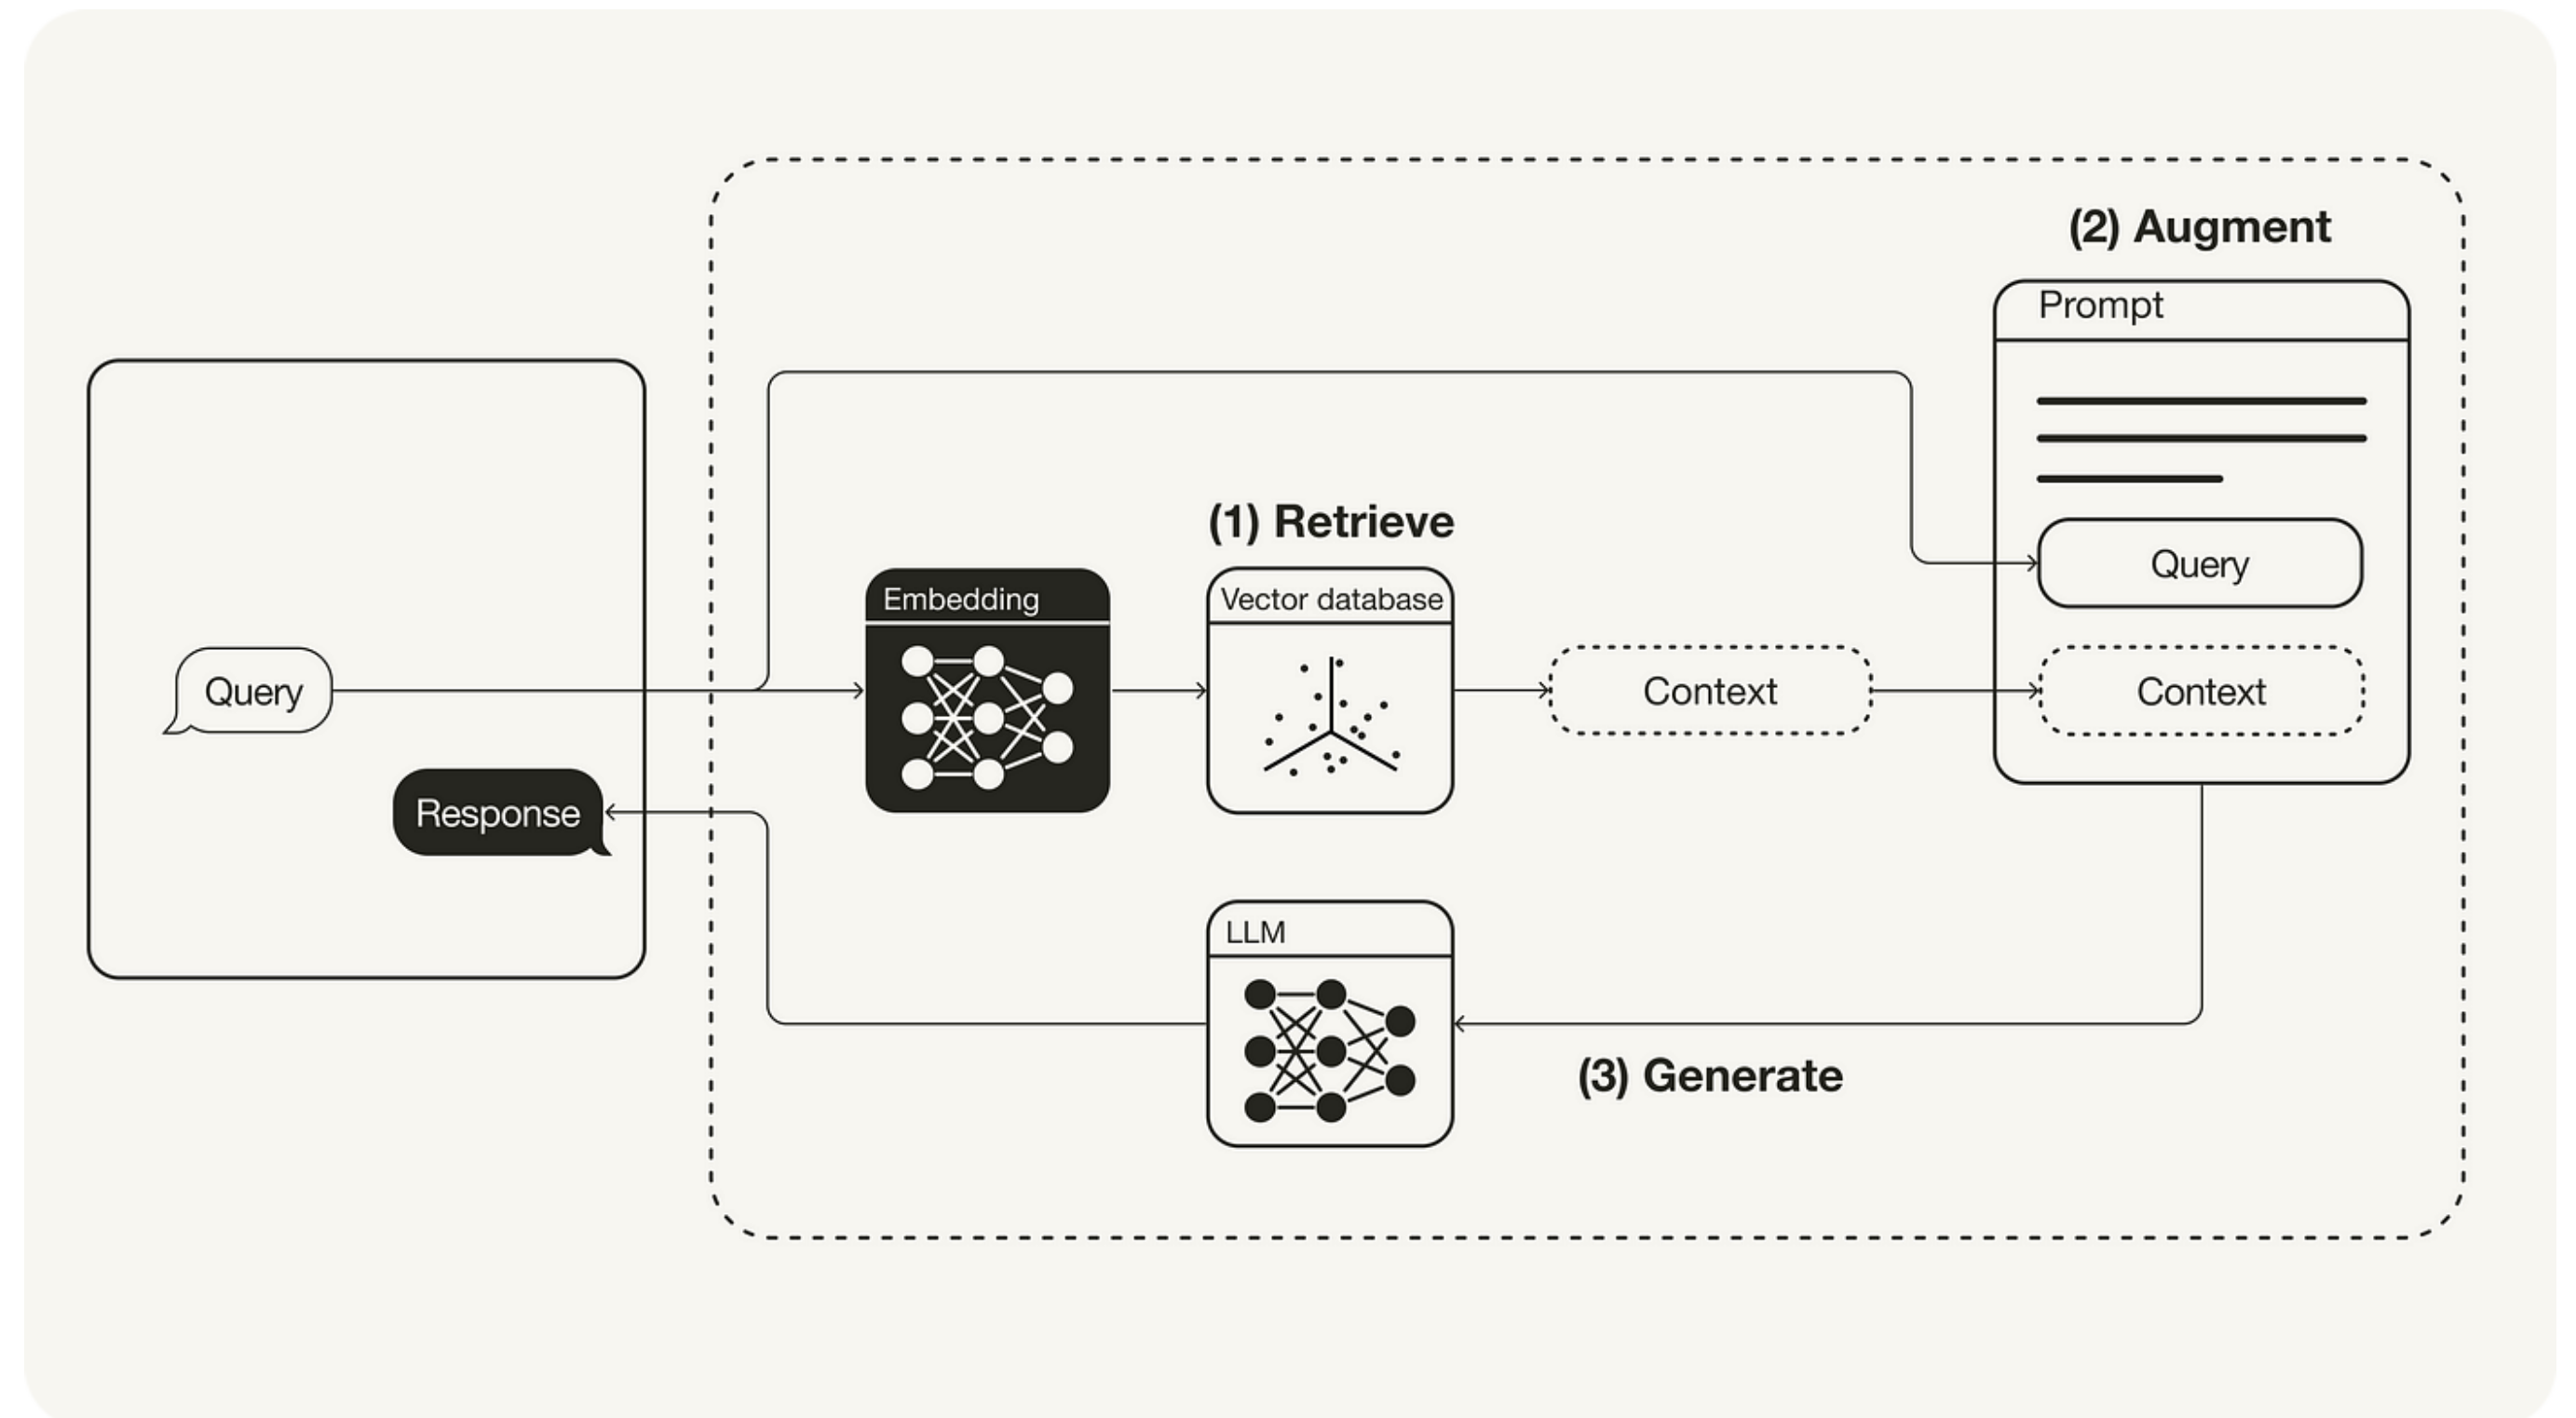 (2) Augment
Prompt
(1) Retrieve
Embedding
Vector database
Query
Query
Context
Context
Response
LLM
(3) Generate